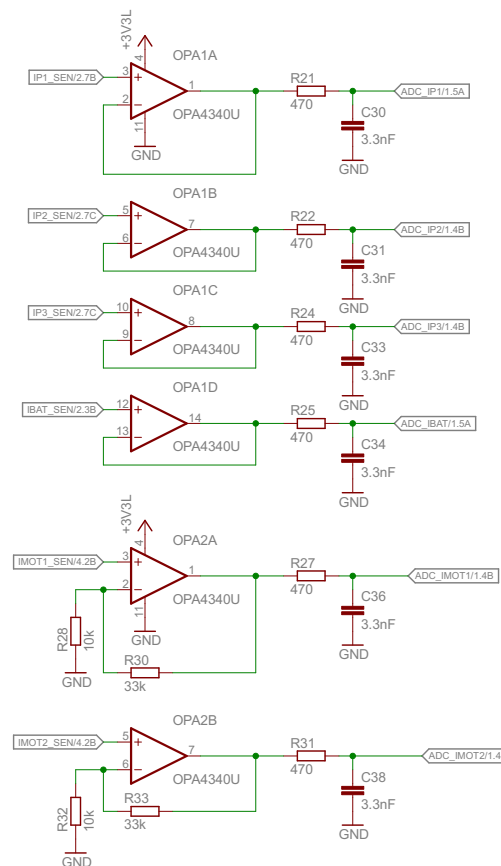 +3V3L
OPA1A
IP1_SEN/2.7B
3
4
2
11
1
OPA4340U
GND
R21
470
ADC_IP1/1.5A
C30
3.3nF
GND
OPA1B
IP2_SEN/2.7C
5
6
7
OPA4340U
R22
470
ADC_IP2/1.4B
C31
3.3nF
GND
OPA1C
IP3_SEN/2.7C
10
9
8
OPA4340U
R24
470
ADC_IP3/1.4B
C33
3.3nF
GND
OPA1D
IBAT_SEN/2.3B
12
13
14
OPA4340U
R25
470
ADC_IBAT/1.5A
C34
3.3nF
GND
+3V3L
OPA2A
IMOT1_SEN/4.2B
3
4
2
11
1
OPA4340U
GND
R28
10k
GND
R30
33k
R27
470
ADC_IMOT1/1.4B
C36
3.3nF
GND
OPA2B
IMOT2_SEN/4.2B
5
6
7
OPA4340U
R32
10k
GND
R33
33k
R31
470
ADC_IMOT2/1.4
C38
3.3nF
GND